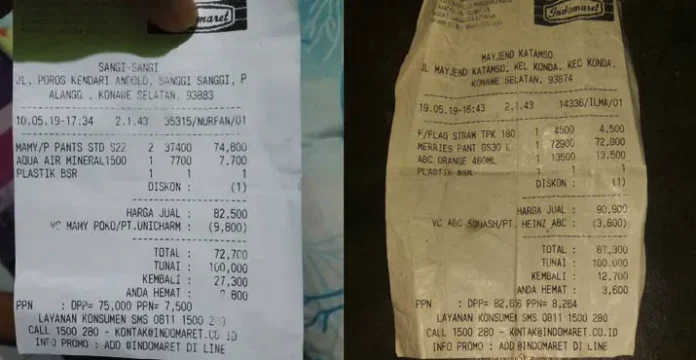 Indomaret
SANGI-SANGI
JL. POROS KENDARI ANDOLO, SANGGI SANGGI, P
ALANGG., KONAWE SELATAN, 93883
10.05.19-17:34 2.1.43 35315/NURFAN/01
MAMY/P PANTS STD S22 2 37400 74,800
AQUA AIR MINERAL1500 1 7700 7,700
PLASTIK BSR 1 1 1
DISKON : (1)
HARGA JUAL : 82,500
VC MAMY POKO/PT.UNICHARM : (9,800)
TOTAL : 72,700
TUNAI : 100,000
KEMBALI : 27,300
ANDA HEMAT : 800
PPN : DPP= 75,000 PPN= 7,500
LAYANAN KONSUMEN SMS 0811 1500
CALL 1500 280 - KONTAK@INDOMARET.CO.ID
INFO PROMO : ADD @INDOMARET DI LINE
Indomaret
MAYJEND KATAMSO
JL MAYJEND KATAMSO, KEL KONDA, KEC KONDA,
KONAWE SELATAN, 93874
19.05.19-16:43 2.1.43 14336/ILMA/01
F/FLAG STRAW TPK 180 1 4500 4,500
MERRIES PANT GS30 L 1 72900 72,900
ABC ORANGE 460ML 1 13500 13,500
PLASTIK BSR 1 1 1
DISKON : (1)
HARGA JUAL : 90,900
VC ABC SQUASH/PT. HEINZ ABC : (3,600)
TOTAL : 87,300
TUNAI : 100,000
KEMBALI : 12,700
ANDA HEMAT : 3,600
PPN : DPP= 82,636 PPN= 8,264
LAYANAN KONSUMEN SMS 0811 1500 280
CALL 1500 280 - KONTAK@INDOMARET.CO.ID
INFO PROMO : ADD @INDOMARET DI LINE